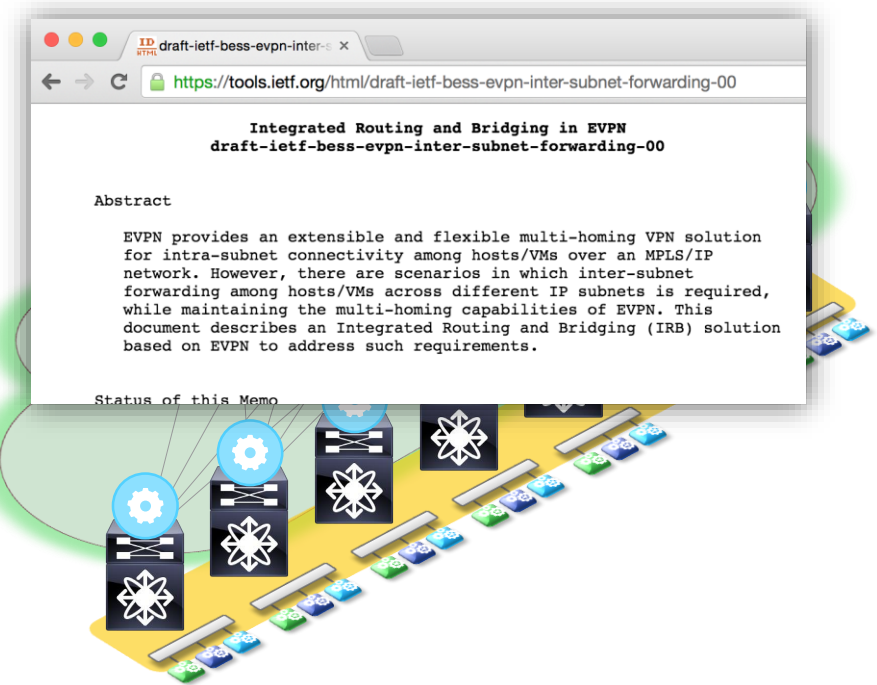 ID
HTML
draft-ietf-bess-evpn-inter-s ×
https://tools.ietf.org/html/draft-ietf-bess-evpn-inter-subnet-forwarding-00
Integrated Routing and Bridging in EVPN
draft-ietf-bess-evpn-inter-subnet-forwarding-00
Abstract
EVPN provides an extensible and flexible multi-homing VPN solution
for intra-subnet connectivity among hosts/VMs over an MPLS/IP
network. However, there are scenarios in which inter-subnet
forwarding among hosts/VMs across different IP subnets is required,
while maintaining the multi-homing capabilities of EVPN. This
document describes an Integrated Routing and Bridging (IRB) solution
based on EVPN to address such requirements.
Status of this Memo